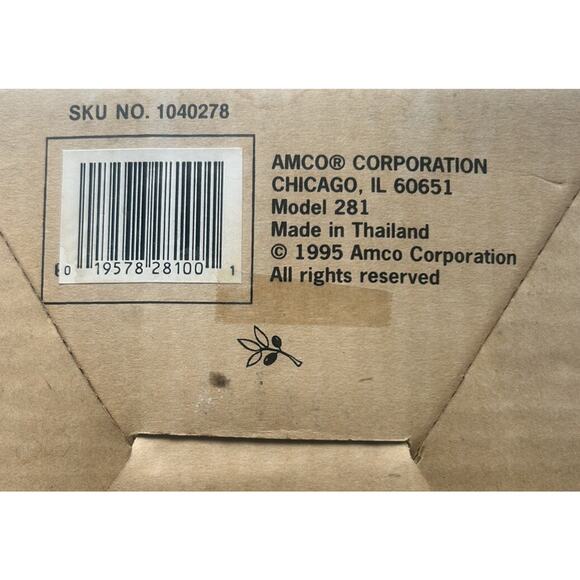 SKU NO. 1040278
0 19578 28100 1
AMCO® CORPORATION
CHICAGO, IL 60651
Model 281
Made in Thailand
© 1995 Amco Corporation
All rights reserved